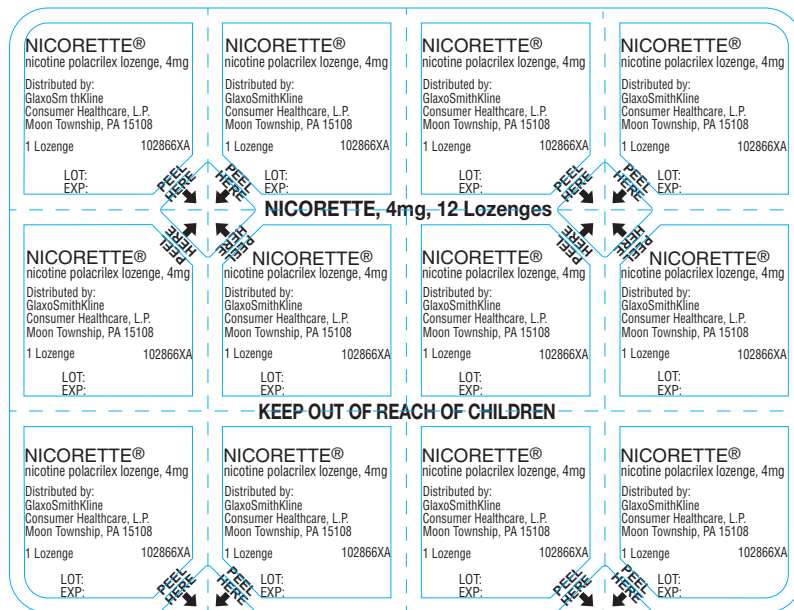 NICORETTE®
nicotine polacrilex lozenge, 4mg
Distributed by:
GlaxoSm thKline
Consumer Healthcare, L.P.
Moon Township, PA 15108
1 Lozenge 102866XA
LOT:
EXP:
PEEL
HERE
NICORETTE®
nicotine polacrilex lozenge, 4mg
Distributed by:
GlaxoSmithKline
Consumer Healthcare, L.P.
Moon Township, PA 15108
1 Lozenge 102866XA
LOT:
EXP:
PEEL
HERE
NICORETTE®
nicotine polacrilex lozenge, 4mg
Distributed by:
GlaxoSmithKline
Consumer Healthcare, L.P.
Moon Township, PA 15108
1 Lozenge 102866XA
LOT:
EXP:
PEEL
HERE
NICORETTE®
nicotine polacrilex lozenge, 4mg
Distributed by:
GlaxoSmithKline
Consumer Healthcare, L.P.
Moon Township, PA 15108
1 Lozenge 102866XA
LOT:
EXP:
PEEL
HERE
NICORETTE, 4mg, 12 Lozenges
PEEL
HERE
NICORETTE®
nicotine polacrilex lozenge, 4mg
Distributed by:
GlaxoSmithKline
Consumer Healthcare, L.P.
Moon Township, PA 15108
1 Lozenge 102866XA
LOT:
EXP:
PEEL
HERE
NICORETTE®
nicotine polacrilex lozenge, 4mg
Distributed by:
GlaxoSmithKline
Consumer Healthcare, L.P.
Moon Township, PA 15108
1 Lozenge 102866XA
LOT:
EXP:
PEEL
HERE
NICORETTE®
nicotine polacrilex lozenge, 4mg
Distributed by:
GlaxoSmithKline
Consumer Healthcare, L.P.
Moon Township, PA 15108
1 Lozenge 102866XA
LOT:
EXP:
PEEL
HERE
NICORETTE®
nicotine polacrilex lozenge, 4mg
Distributed by:
GlaxoSmithKline
Consumer Healthcare, L.P.
Moon Township, PA 15108
1 Lozenge 102866XA
LOT:
EXP:
KEEP OUT OF REACH OF CHILDREN
NICORETTE®
nicotine polacrilex lozenge, 4mg
Distributed by:
GlaxoSmithKline
Consumer Healthcare, L.P.
Moon Township, PA 15108
1 Lozenge 102866XA
LOT:
EXP:
PEEL
HERE
NICORETTE®
nicotine polacrilex lozenge, 4mg
Distributed by:
GlaxoSmithKline
Consumer Healthcare, L.P.
Moon Township, PA 15108
1 Lozenge 102866XA
LOT:
EXP:
PEEL
HERE
NICORETTE®
nicotine polacrilex lozenge, 4mg
Distributed by:
GlaxoSmithKline
Consumer Healthcare, L.P.
Moon Township, PA 15108
1 Lozenge 102866XA
LOT:
EXP:
PEEL
HERE
NICORETTE®
nicotine polacrilex lozenge, 4mg
Distributed by:
GlaxoSmithKline
Consumer Healthcare, L.P.
Moon Township, PA 15108
1 Lozenge 102866XA
LOT:
EXP:
PEEL
HERE